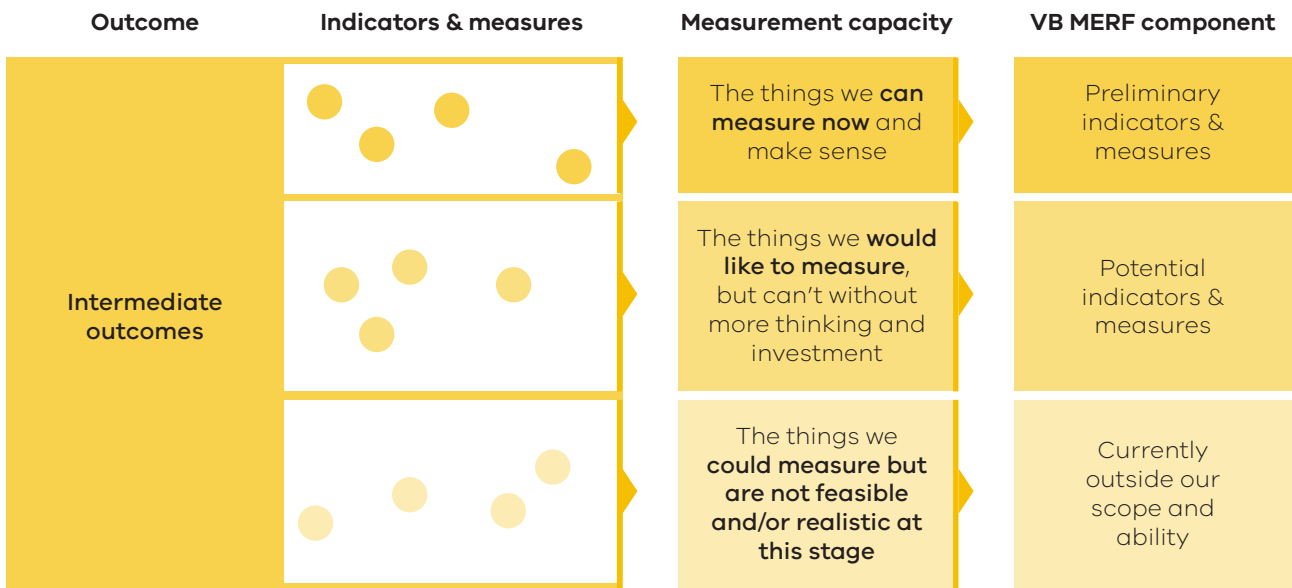 Outcome
Indicators & measures
Measurement capacity
VB MERF component
Intermediate
outcomes
The things we can
measure now and
make sense
Preliminary
indicators &
measures
The things we would
like to measure,
but can't without
more thinking and
investment
Potential
indicators &
measures
The things we
could measure but
are not feasible
and/or realistic at
this stage
Currently
outside our
scope and
ability